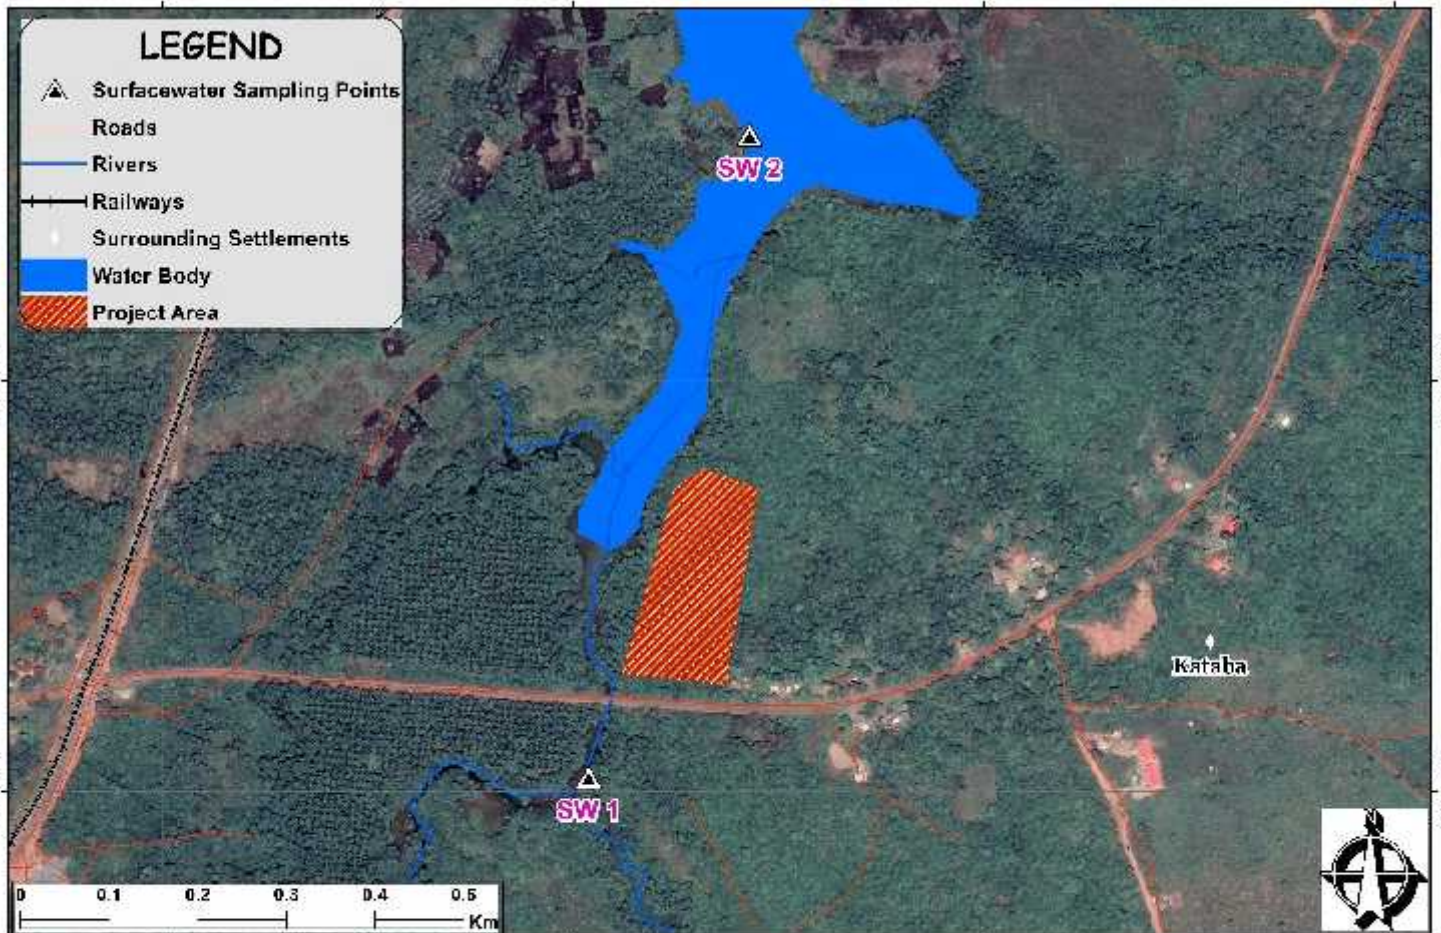 LEGEND
Surfacewater Sampling Points
Roads
Rivers
Railways
Surrounding Settlements
Water Body
Project Area
SW 2
Kataba
SW 1
N
0 0.1 0.2 0.3 0.4 0.5
Km